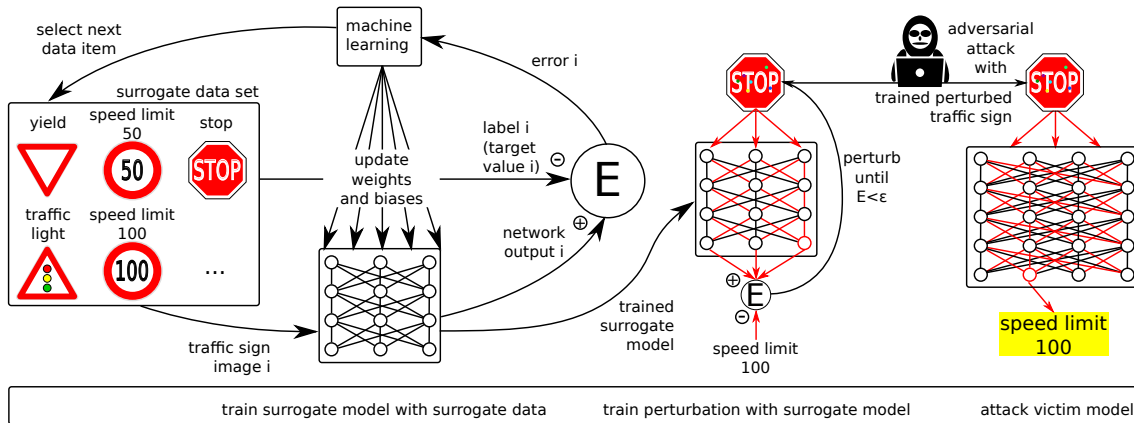 select next
data item
machine
learning
error i
surrogate data set
yield
speed limit
50
stop
50
STOP
traffic
light
speed limit
100
100
...
update
weights
and biases
label i
(target
value i)
E
network
output i
traffic sign
image i
trained
surrogate
model
STOP
adversarial
attack
with
trained perturbed
traffic sign
STOP
perturb
until
E<ε
E
speed limit
100
speed limit
100
train surrogate model with surrogate data
train perturbation with surrogate model
attack victim model